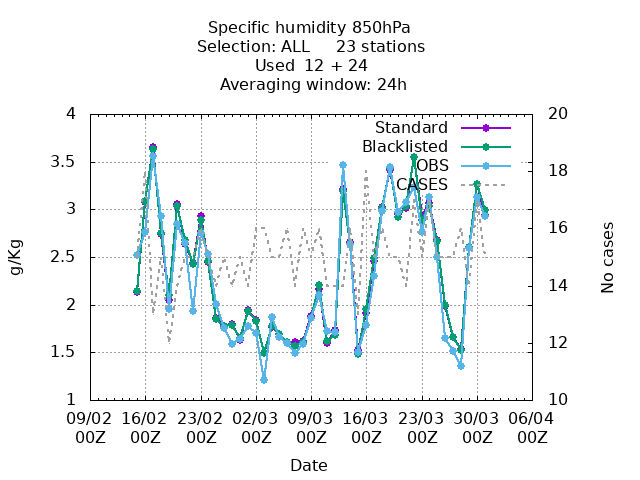 Specific humidity 850hPa
Selection: ALL 23 stations
Used 12 + 24
Averaging window: 24h
Standard
Blacklisted
OBS
CASES
4
3.5
3
2.5
2
1.5
1
20
18
16
14
12
10
g/Kg
No cases
09/02 16/02 23/02 02/03 09/03 16/03 23/03 30/03 06/04
00Z 00Z 00Z 00Z 00Z 00Z 00Z 00Z 00Z
Date